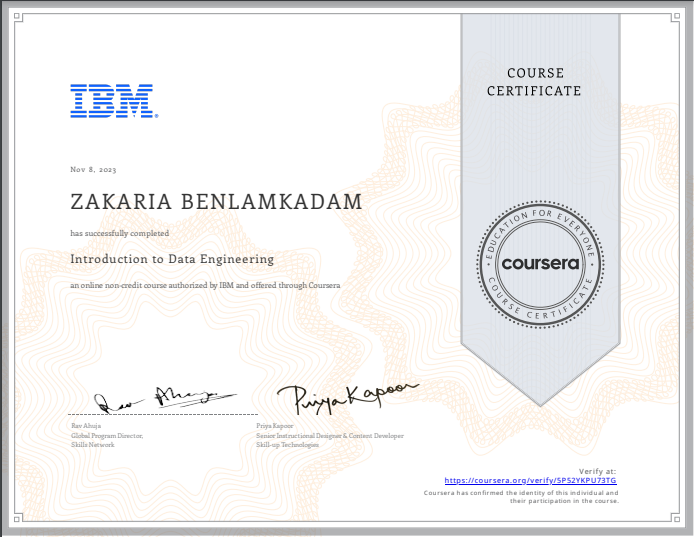 COURSE
CERTIFICATE
IBM®
Nov 8, 2023
ZAKARIA BENLAMKADAM
has successfully completed
Introduction to Data Engineering
an online non-credit course authorized by IBM and offered through Coursera
EDUCATION FOR EVERYONE
coursera
COURSE CERTIFICATE
Priya Kapoor
Rav Ahuja
Global Program Director,
Skills Network
Priya Kapoor
Senior Instructional Designer & Content Developer
Skill-up Technologies
Verify at:
https://coursera.org/verify/5P52YKPU73TG
Coursera has confirmed the identity of this individual and
their participation in the course.